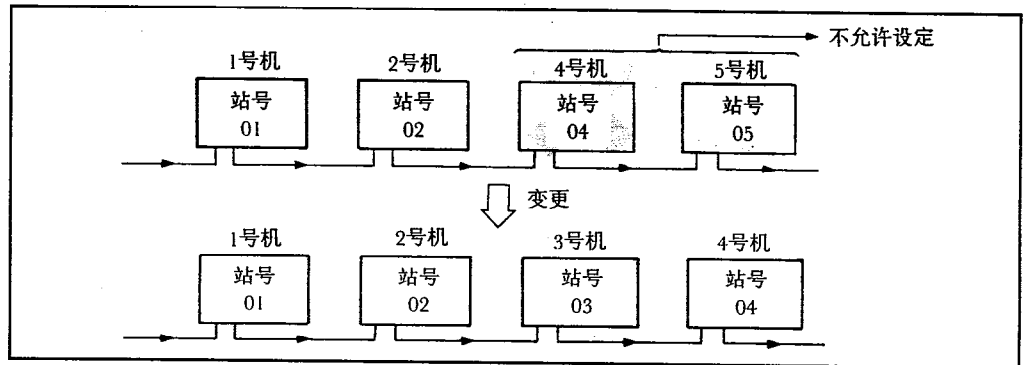 不允许设定
1号机 2号机 4号机 5号机
站号 站号 站号 站号
01 02 04 05
变更
1号机 2号机 3号机 4号机
站号 站号 站号 站号
01 02 03 04